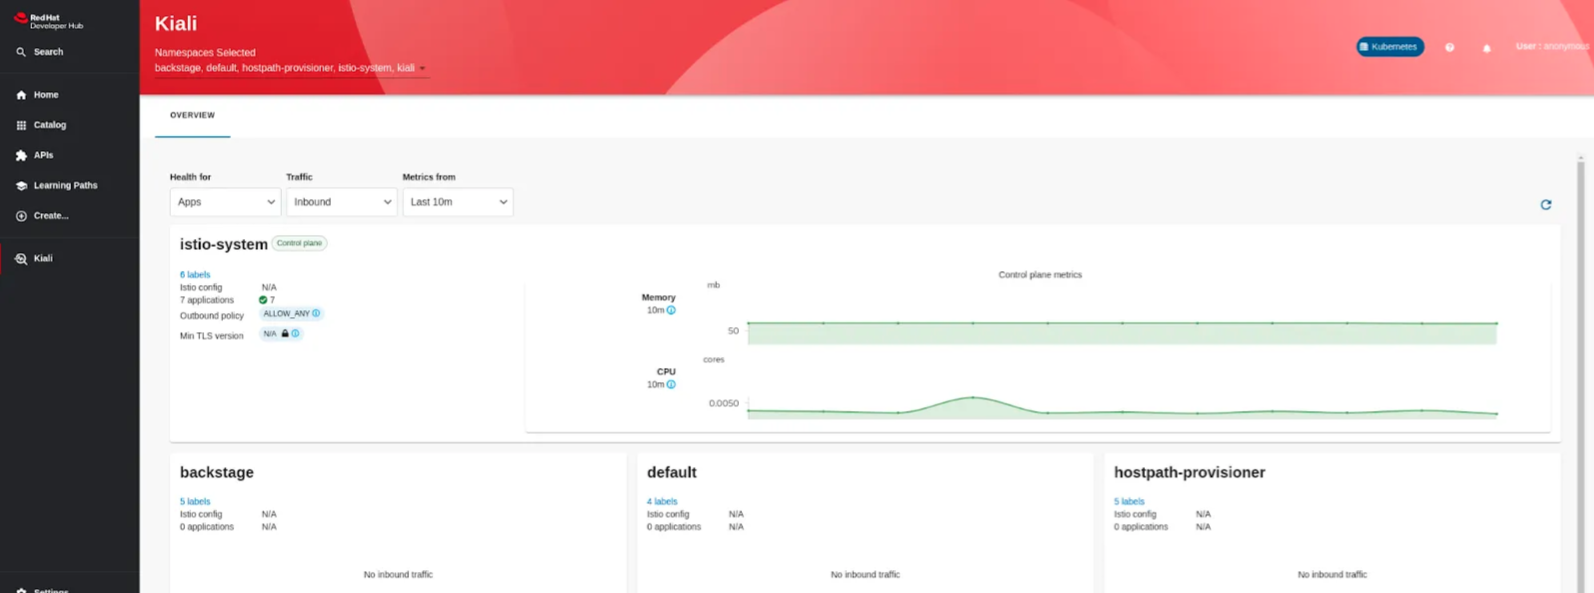 Red Hat
Developer Hub
Search
Home
Catalog
APIs
Learning Paths
Create...
Kiali
Settings
Kiali
Namespaces Selected
backstage, default, hostpath-provisioner, istio-system, kiali
Kubernetes
User : anonymous
OVERVIEW
Health for
Traffic
Metrics from
Apps
Inbound
Last 10m
istio-system
Control plane
6 labels
Istio config N/A
7 applications 7
Outbound policy ALLOW_ANY
Min TLS version N/A
Control plane metrics
mb
Memory
10m
50
cores
CPU
10m
0.0050
backstage
5 labels
Istio config N/A
0 applications N/A
No inbound traffic
default
4 labels
Istio config N/A
0 applications N/A
No inbound traffic
hostpath-provisioner
5 labels
Istio config N/A
0 applications N/A
No inbound traffic